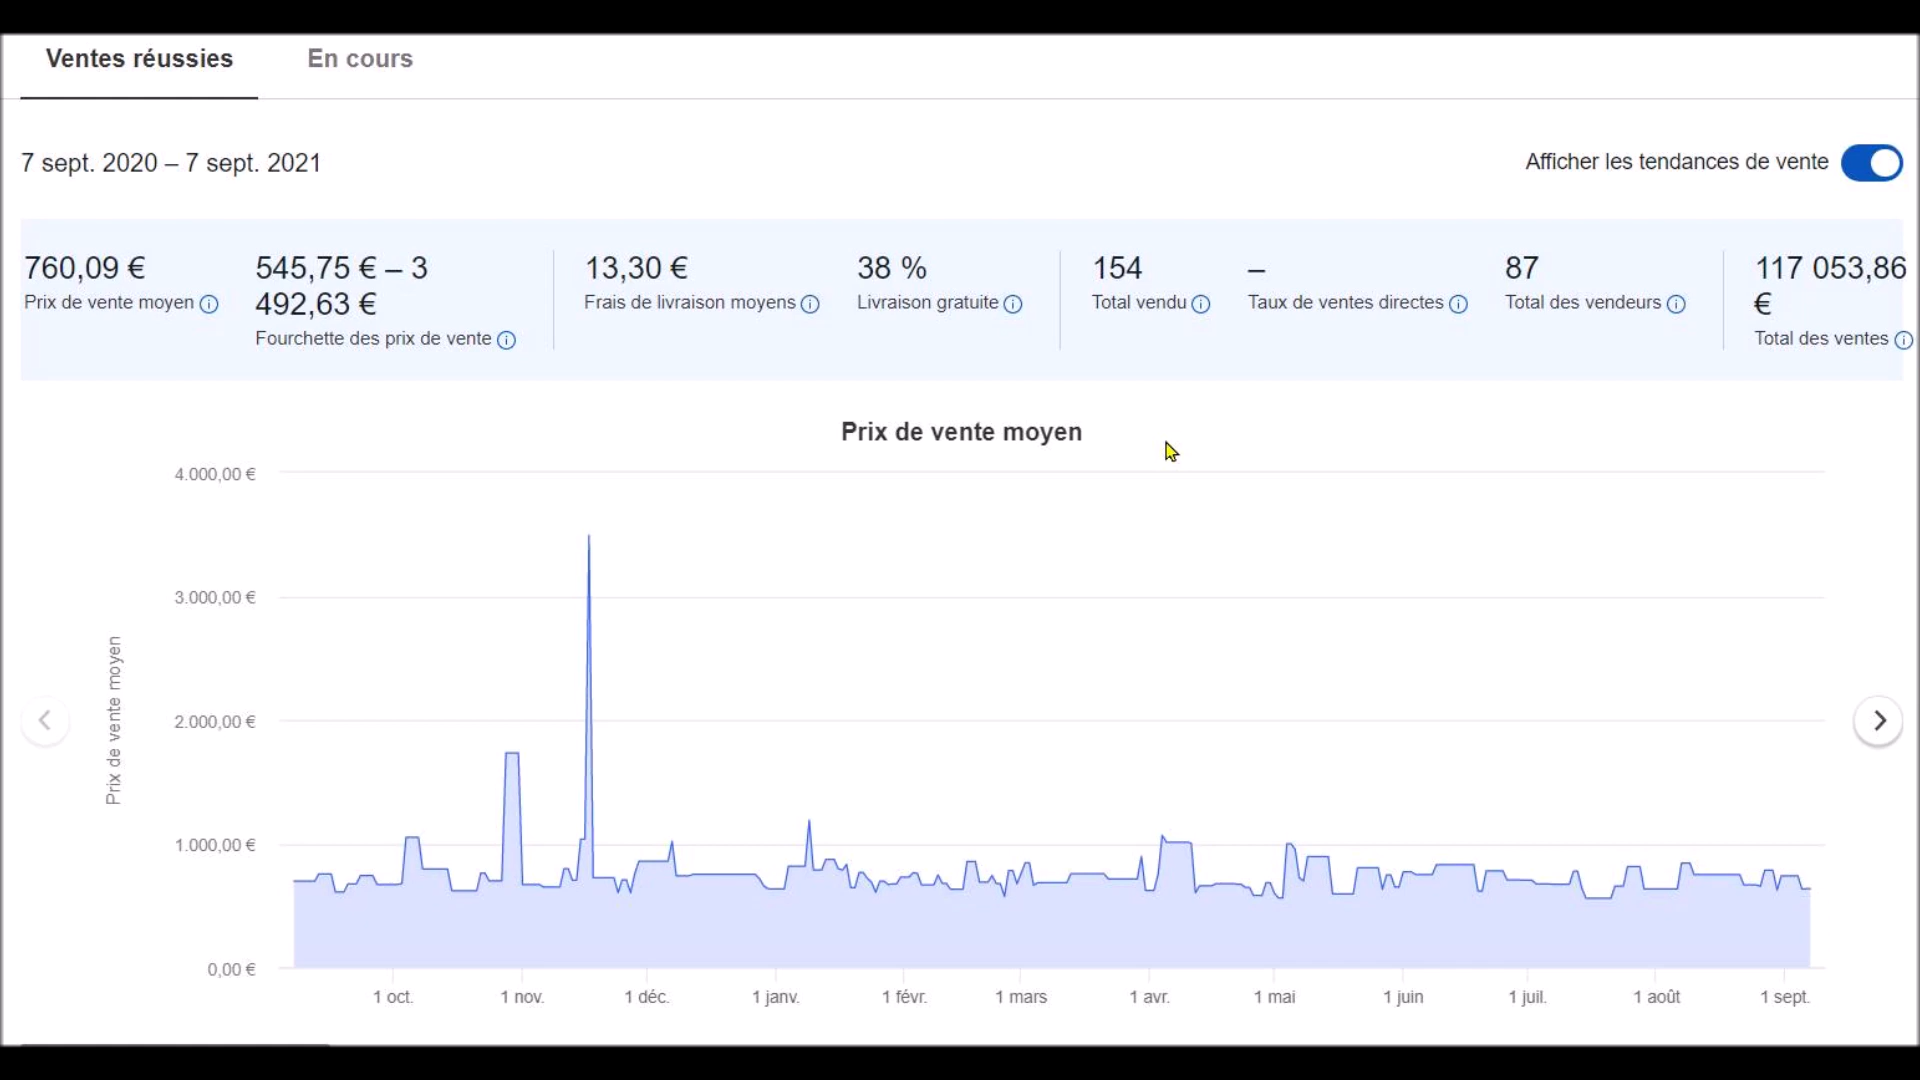 Ventes réussies
En cours
7 sept. 2020 – 7 sept. 2021
Afficher les tendances de vente
760,09 €
Prix de vente moyen
545,75 € – 3
492,63 €
Fourchette des prix de vente
13,30 €
Frais de livraison moyens
38 %
Livraison gratuite
154
Total vendu
–
Taux de ventes directes
87
Total des vendeurs
117 053,86
€
Total des ventes
Prix de vente moyen
Prix de vente moyen
4.000,00 €
3.000,00 €
2.000,00 €
1.000,00 €
0,00 €
1 oct.
1 nov.
1 déc.
1 janv.
1 févr.
1 mars
1 avr.
1 mai
1 juin
1 juil.
1 août
1 sept.